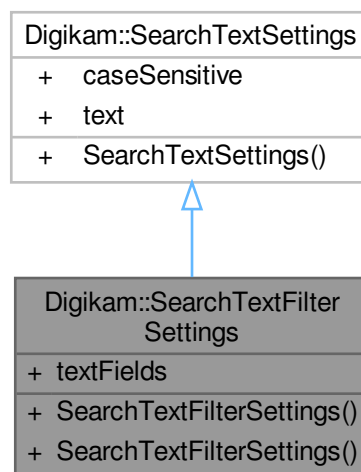 Digikam::SearchTextSettings
+ caseSensitive
+ text
+ SearchTextSettings()
Digikam::SearchTextFilter
Settings
+ textFields
+ SearchTextFilterSettings()
+ SearchTextFilterSettings()